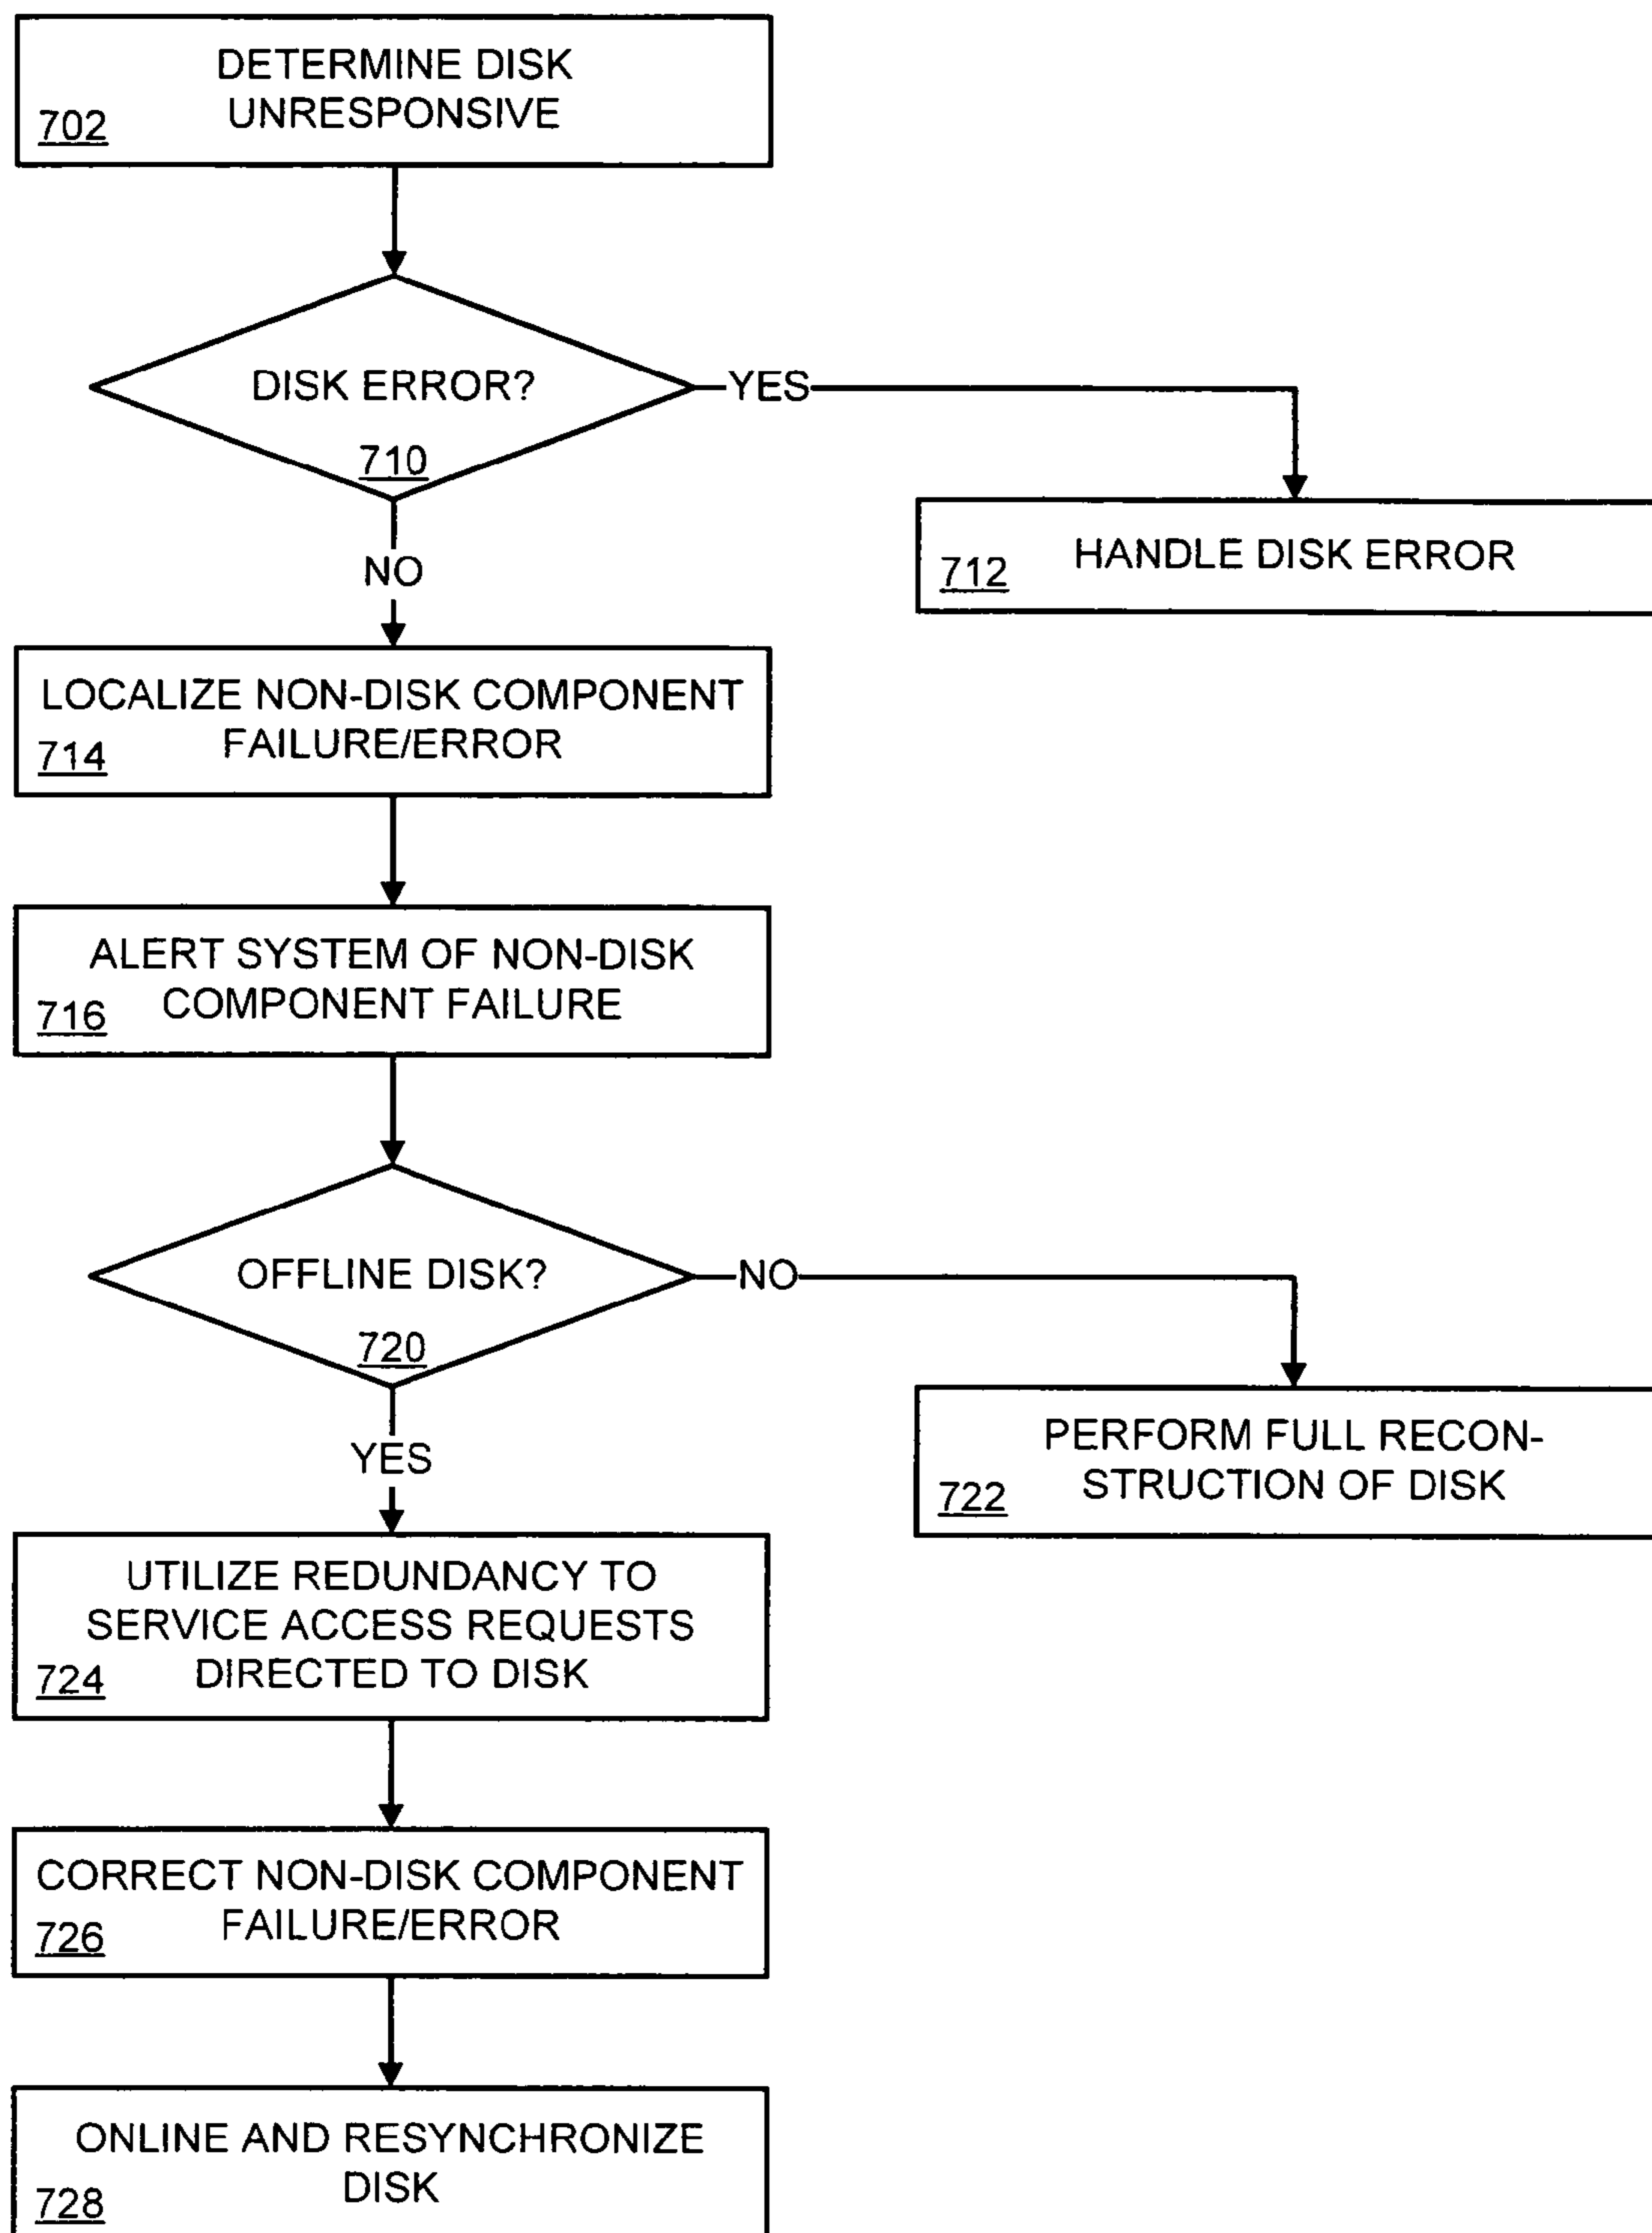 DETERMINE DISK
UNRESPONSIVE
702
DISK ERROR?
YES
710
NO
HANDLE DISK ERROR
712
LOCALIZE NON-DISK COMPONENT
FAILURE/ERROR
714
ALERT SYSTEM OF NON-DISK
COMPONENT FAILURE
716
OFFLINE DISK?
NO
720
YES
PERFORM FULL RECON-
STRUCTION OF DISK
722
UTILIZE REDUNDANCY TO
SERVICE ACCESS REQUESTS
DIRECTED TO DISK
724
CORRECT NON-DISK COMPONENT
FAILURE/ERROR
726
ONLINE AND RESYNCHRONIZE
DISK
728